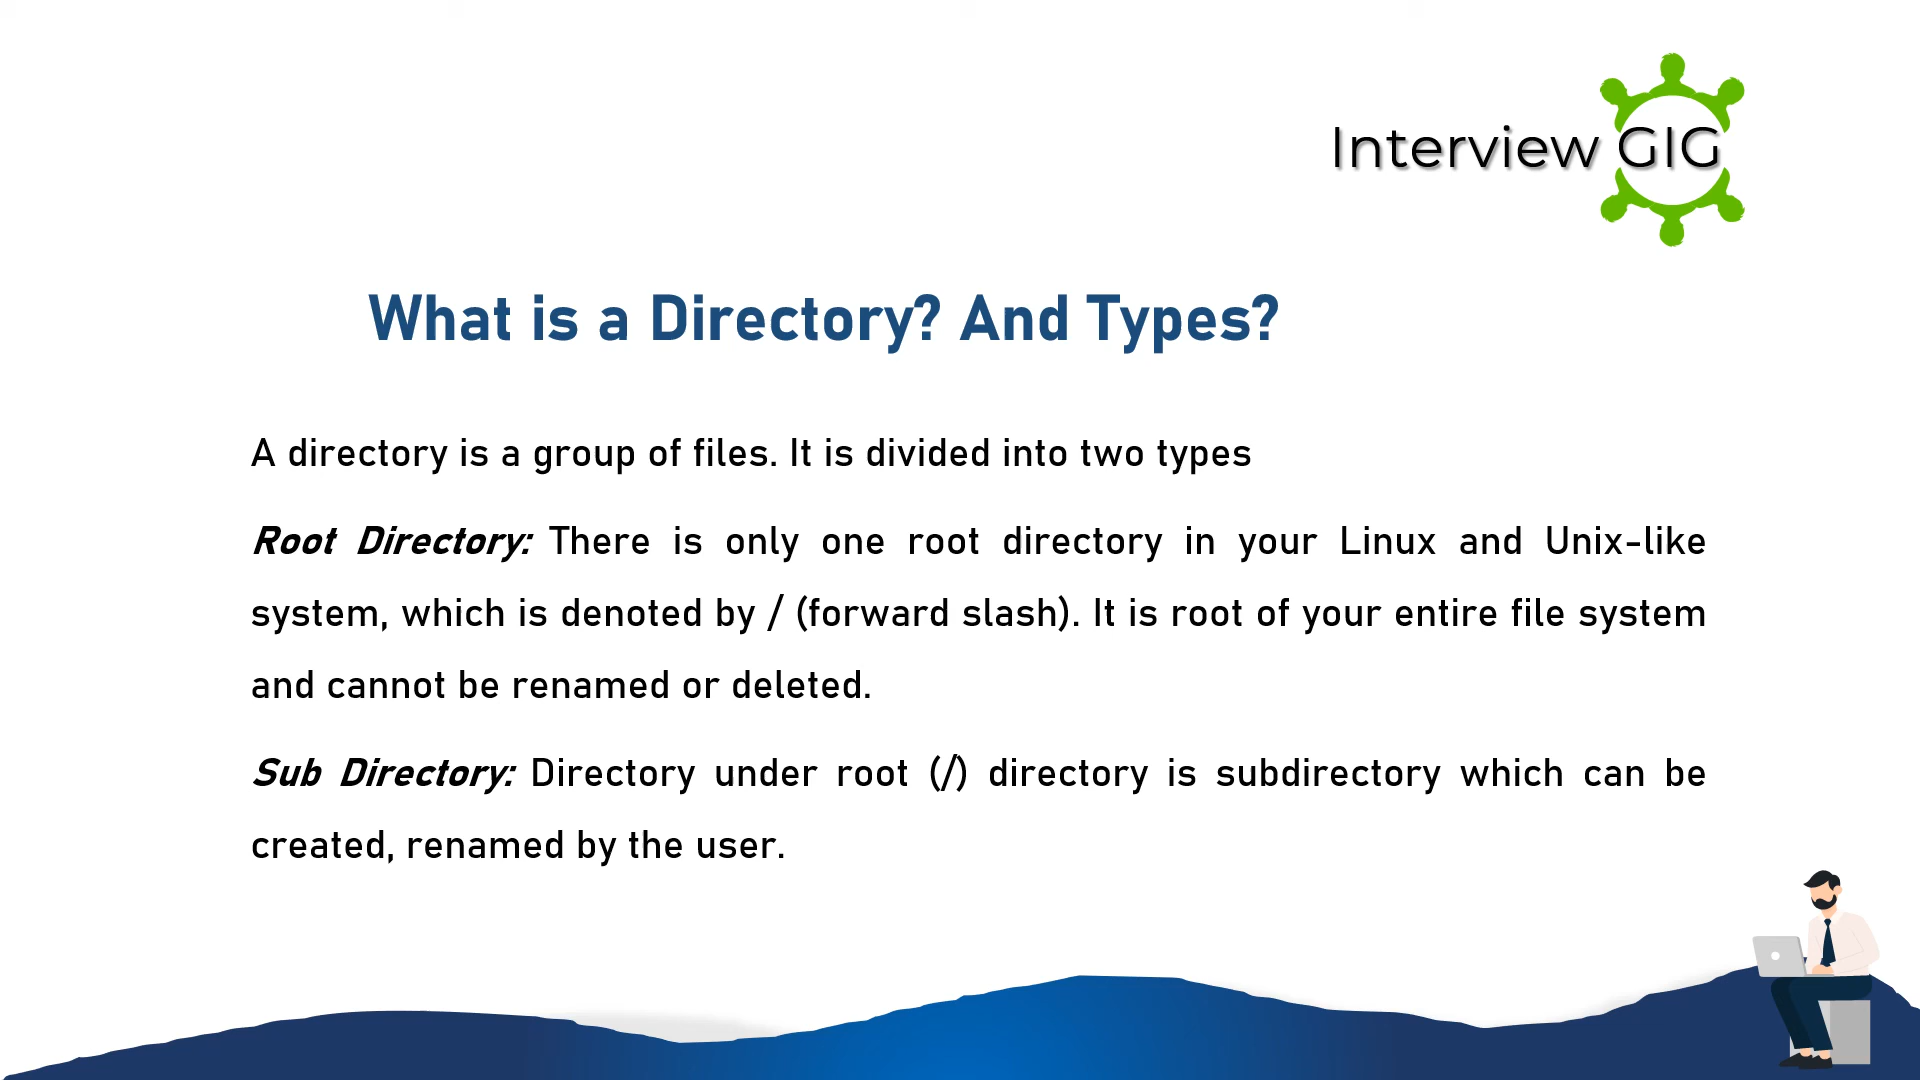 Interview GIG
What is a Directory? And Types?
A directory is a group of files. It is divided into two types
Root Directory: There is only one root directory in your Linux and Unix-like
system, which is denoted by / (forward slash). It is root of your entire file system
and cannot be renamed or deleted.
Sub Directory: Directory under root (/) directory is subdirectory which can be
created, renamed by the user.